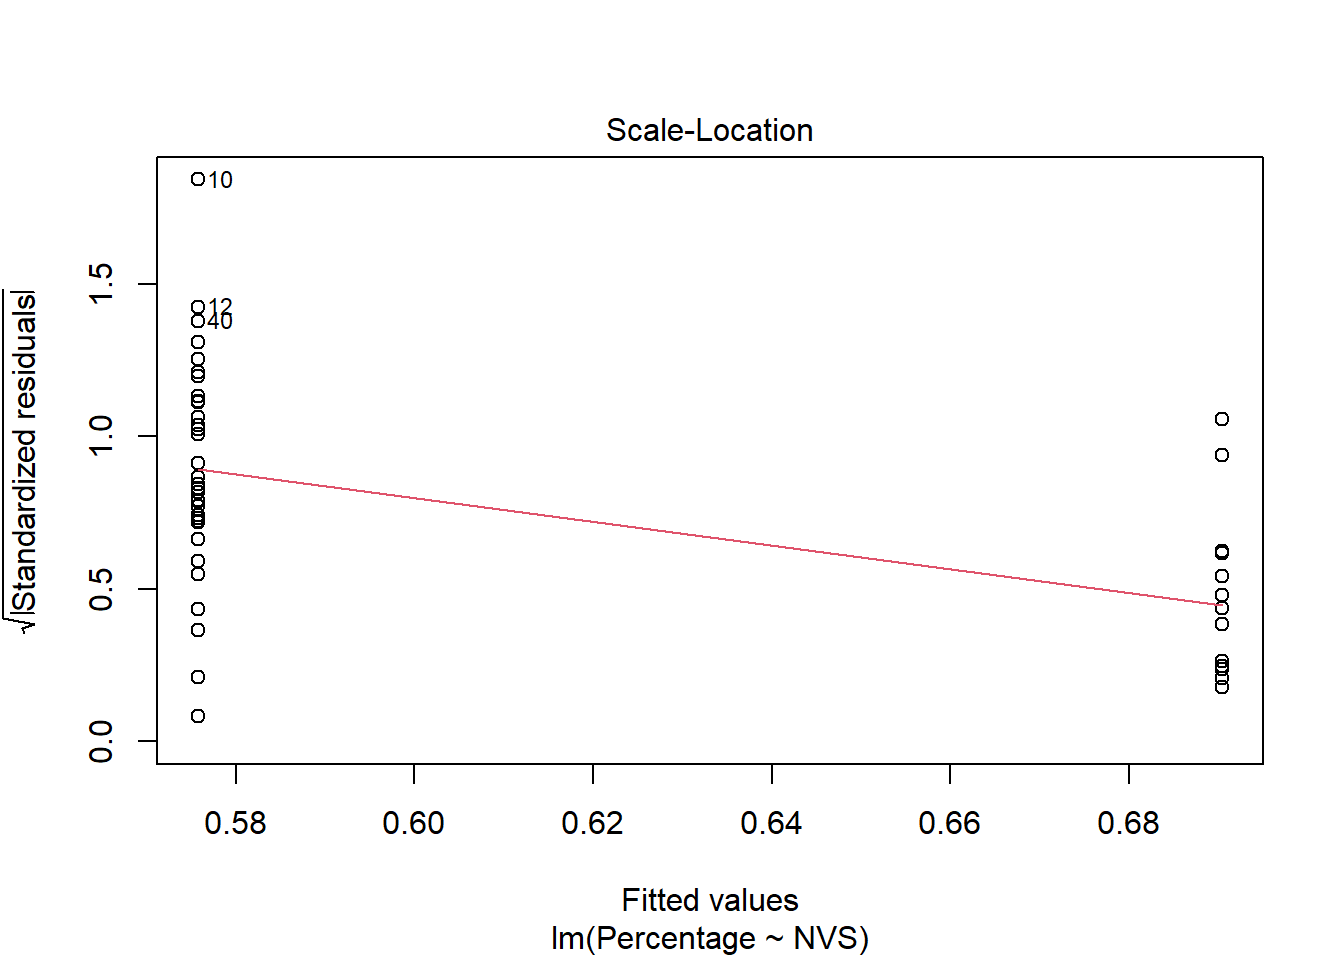 Scale-Location
√|Standardized residuals|
1.5
1.0
0.5
0.0
10
12
40
0.58 0.60 0.62 0.64 0.66 0.68
Fitted values
lm(Percentage ~ NVS)